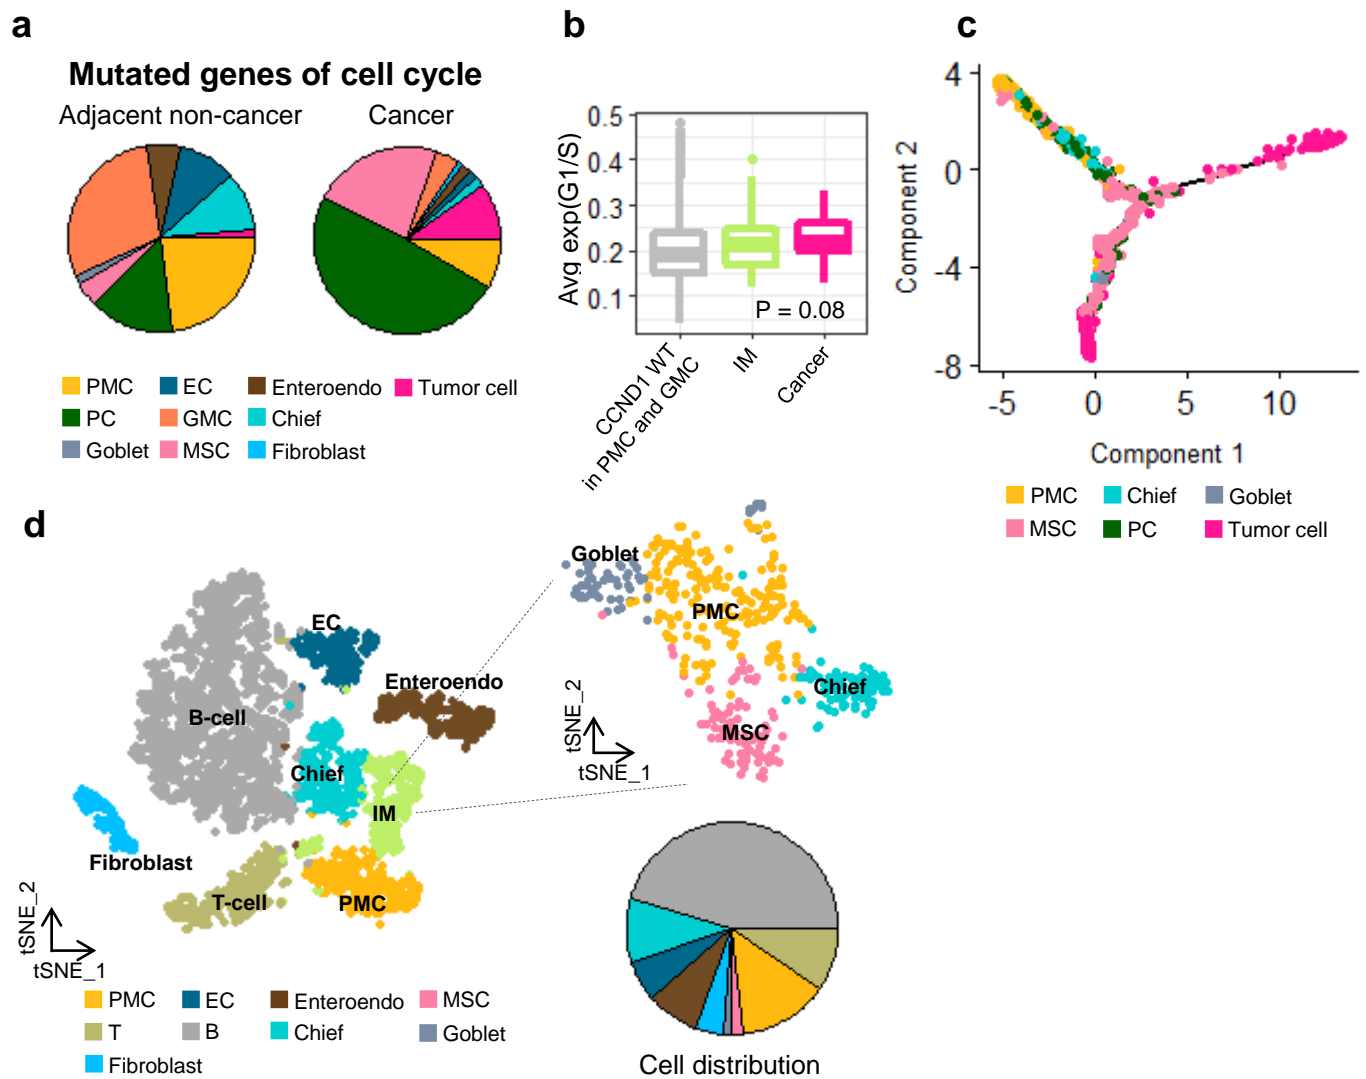 a
Mutated genes of cell cycle
Adjacent non-cancer
Cancer
PMC
EC
Enteroendo
Tumor cell
PC
GMC
Chief
Goblet
MSC
Fibroblast
b
Avg exp(G1/S)
0.5
0.4
0.3
0.2
0.1
P = 0.08
CCND1 WT
in PMC and GMC
IM
Cancer
c
Component 2
4
0
-4
-8
-5
0
5
10
Component 1
PMC
Chief
Goblet
MSC
PC
Tumor cell
d
EC
Enteroendo
B-cell
Chief
IM
Fibroblast
T-cell
PMC
tSNE_2
tSNE_1
PMC
EC
Enteroendo
MSC
T
B
Chief
Goblet
Fibroblast
Goblet
PMC
Chief
MSC
tSNE_2
tSNE_1
Cell distribution